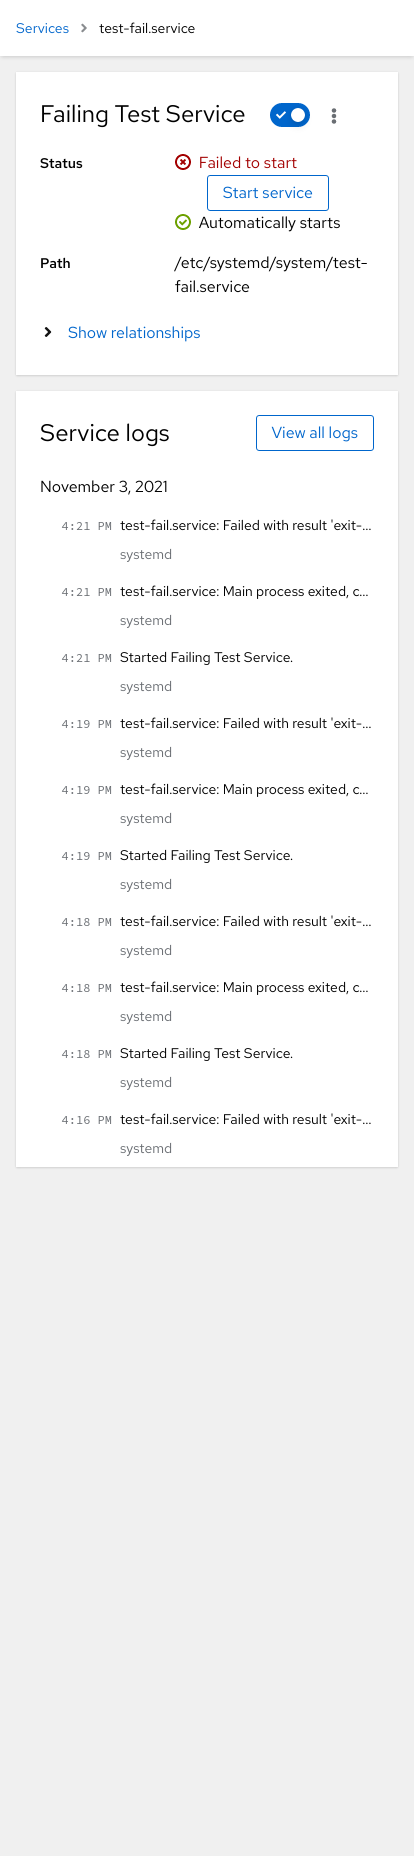 Services > test-fail.service
Failing Test Service
Status
Failed to start
Start service
Automatically starts
Path
/etc/systemd/system/test-
fail.service
Show relationships
Service logs
View all logs
November 3, 2021
4:21 PM test-fail.service: Failed with result 'exit-...
systemd
4:21 PM test-fail.service: Main process exited, c...
systemd
4:21 PM Started Failing Test Service.
systemd
4:19 PM test-fail.service: Failed with result 'exit-...
systemd
4:19 PM test-fail.service: Main process exited, c...
systemd
4:19 PM Started Failing Test Service.
systemd
4:18 PM test-fail.service: Failed with result 'exit-...
systemd
4:18 PM test-fail.service: Main process exited, c...
systemd
4:18 PM Started Failing Test Service.
systemd
4:16 PM test-fail.service: Failed with result 'exit-...
systemd